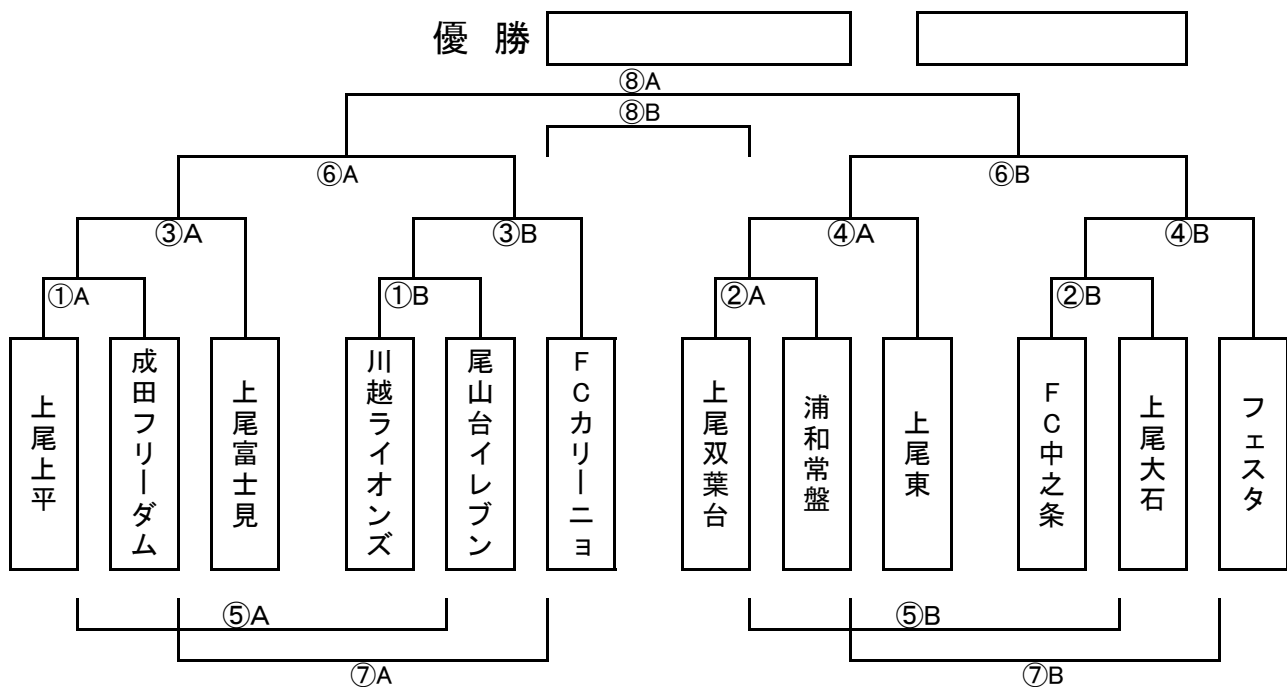 優 勝
⑧A
⑧B
⑥A
⑥B
③A
③B
④A
④B
①A
①B
②A
②B
上尾上平
成田フリーダム
上尾富士見
川越ライオンズ
尾山台イレブン
FCカリーニョ
上尾双葉台
浦和常盤
上尾東
FC中之条
上尾大石
フェスタ
⑤A
⑤B
⑦A
⑦B